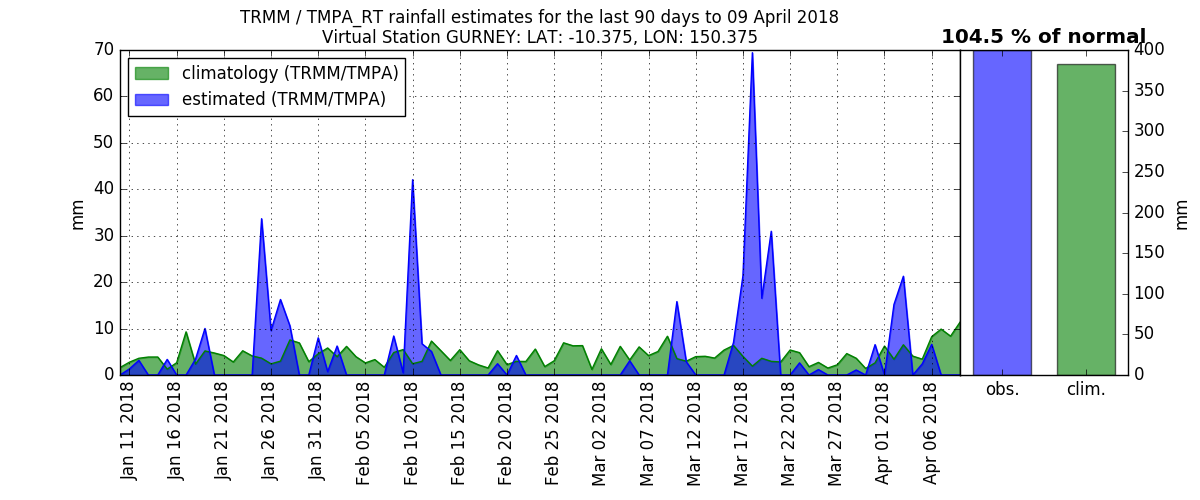 TRMM / TMPA_RT rainfall estimates for the last 90 days to 09 April 2018
Virtual Station GURNEY: LAT: -10.375, LON: 150.375
104.5 % of normal
climatology (TRMM/TMPA)
estimated (TRMM/TMPA)
mm
70
60
50
40
30
20
10
0
Jan 11 2018
Jan 16 2018
Jan 21 2018
Jan 26 2018
Jan 31 2018
Feb 05 2018
Feb 10 2018
Feb 15 2018
Feb 20 2018
Feb 25 2018
Mar 02 2018
Mar 07 2018
Mar 12 2018
Mar 17 2018
Mar 22 2018
Mar 27 2018
Apr 01 2018
Apr 06 2018
obs.
clim.
400
350
300
250
200
150
100
50
0
mm